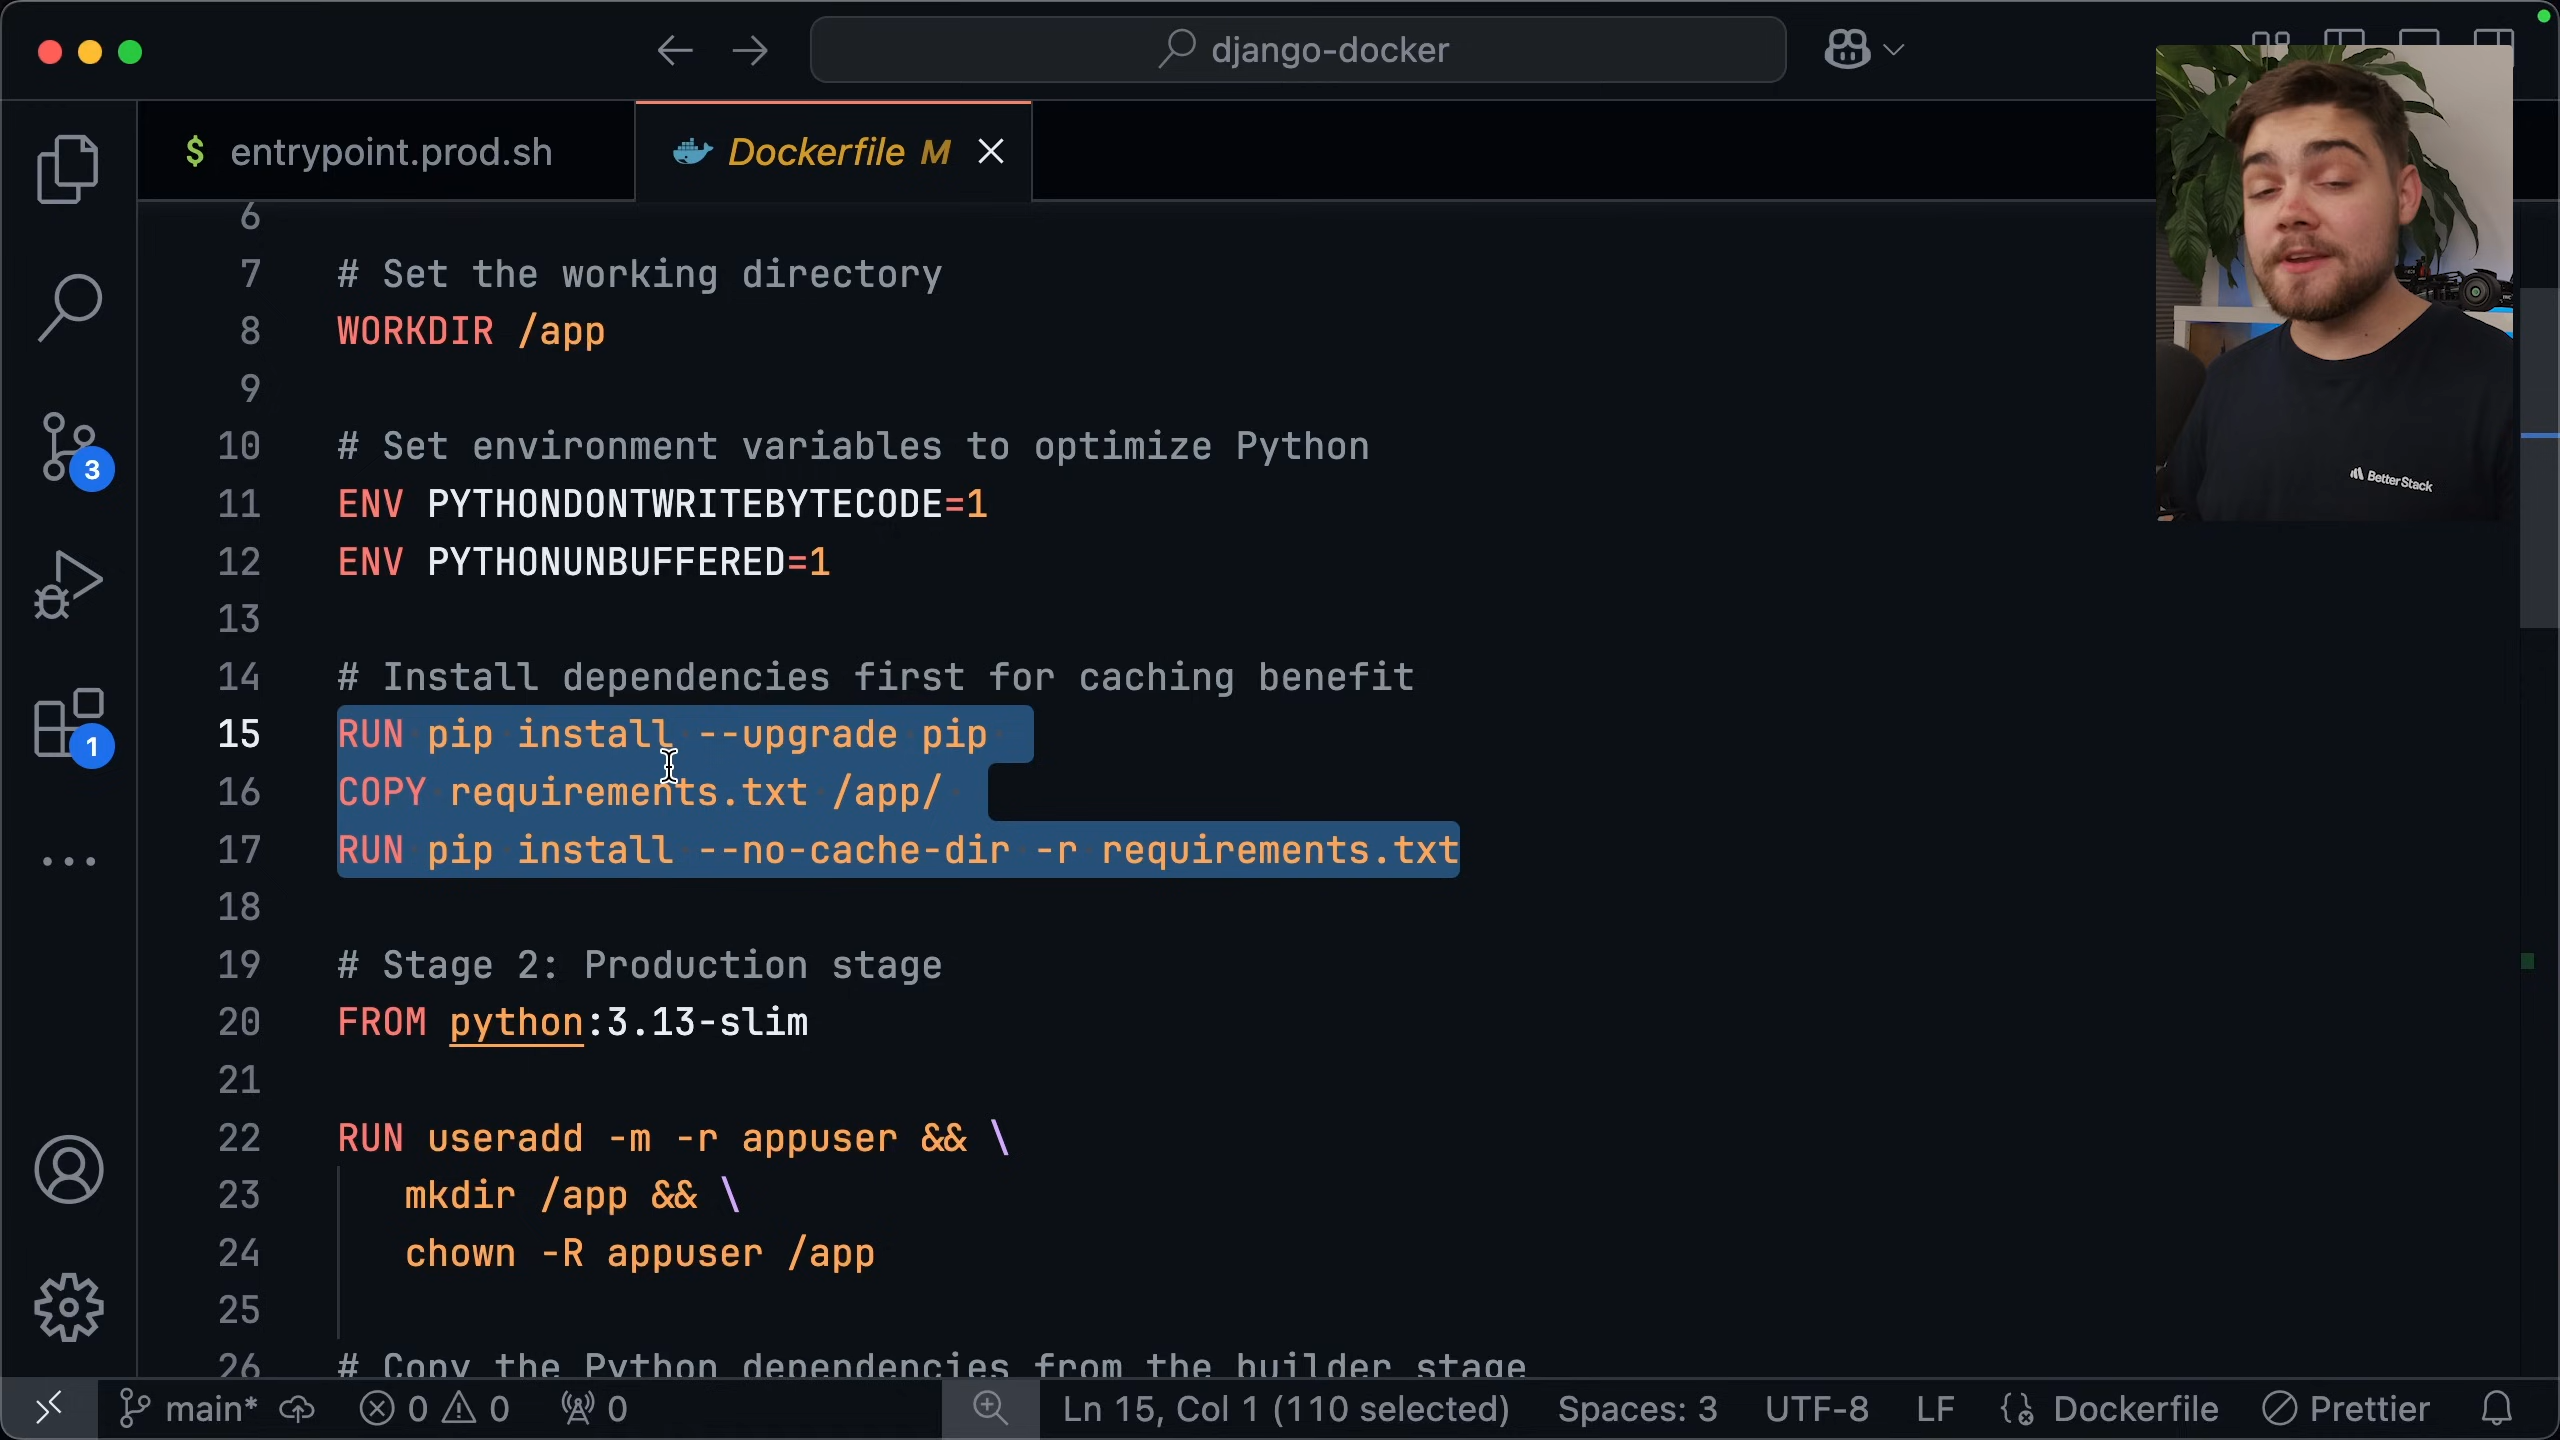 django-docker
$ entrypoint.prod.sh
Dockerfile M
6
7 # Set the working directory
8 WORKDIR /app
9
10 # Set environment variables to optimize Python
11 ENV PYTHONDONTWRITEBYTECODE=1
12 ENV PYTHONUNBUFFERED=1
13
14 # Install dependencies first for caching benefit
15 RUN pip install --upgrade pip
16 COPY requirements.txt /app/
17 RUN pip install --no-cache-dir -r requirements.txt
18
19 # Stage 2: Production stage
20 FROM python:3.13-slim
21
22 RUN useradd -m -r appuser && \
23 mkdir /app && \
24 chown -R appuser /app
25
26 # Copy the Python dependencies from the builder stage
3
1
Better Stack
main* 0 0 0 Ln 15, Col 1 (110 selected) Spaces: 3 UTF-8 LF Dockerfile Prettier